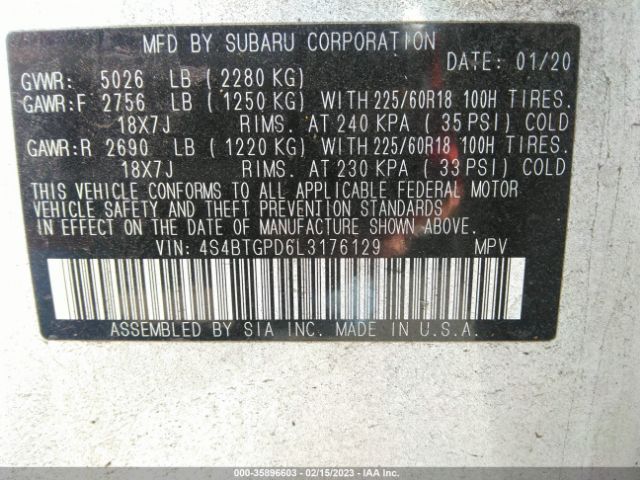 MFD BY SUBARU CORPORATION
DATE: 01/20
GVWR: 5026 LB ( 2280 KG)
GAWR:F 2756 LB ( 1250 KG) WITH 225/60R18 100H TIRES.
18X7J RIMS. AT 240 KPA ( 35 PSI) COLD
GAWR:R 2690 LB ( 1220 KG) WITH 225/60R18 100H TIRES.
18X7J RIMS. AT 230 KPA ( 33 PSI) COLD
THIS VEHICLE CONFORMS TO ALL APPLICABLE FEDERAL MOTOR
VEHICLE SAFETY AND THEFT PREVENTION STANDARDS
IN EFFECT ON THE DATE OF MANUFACTURE SHOWN ABOVE.
VIN: 4S4BTGPD6L3176129 MPV
ASSEMBLED BY SIA INC. MADE IN U.S.A.
000-35896603 - 02/15/2023 - IAA Inc.